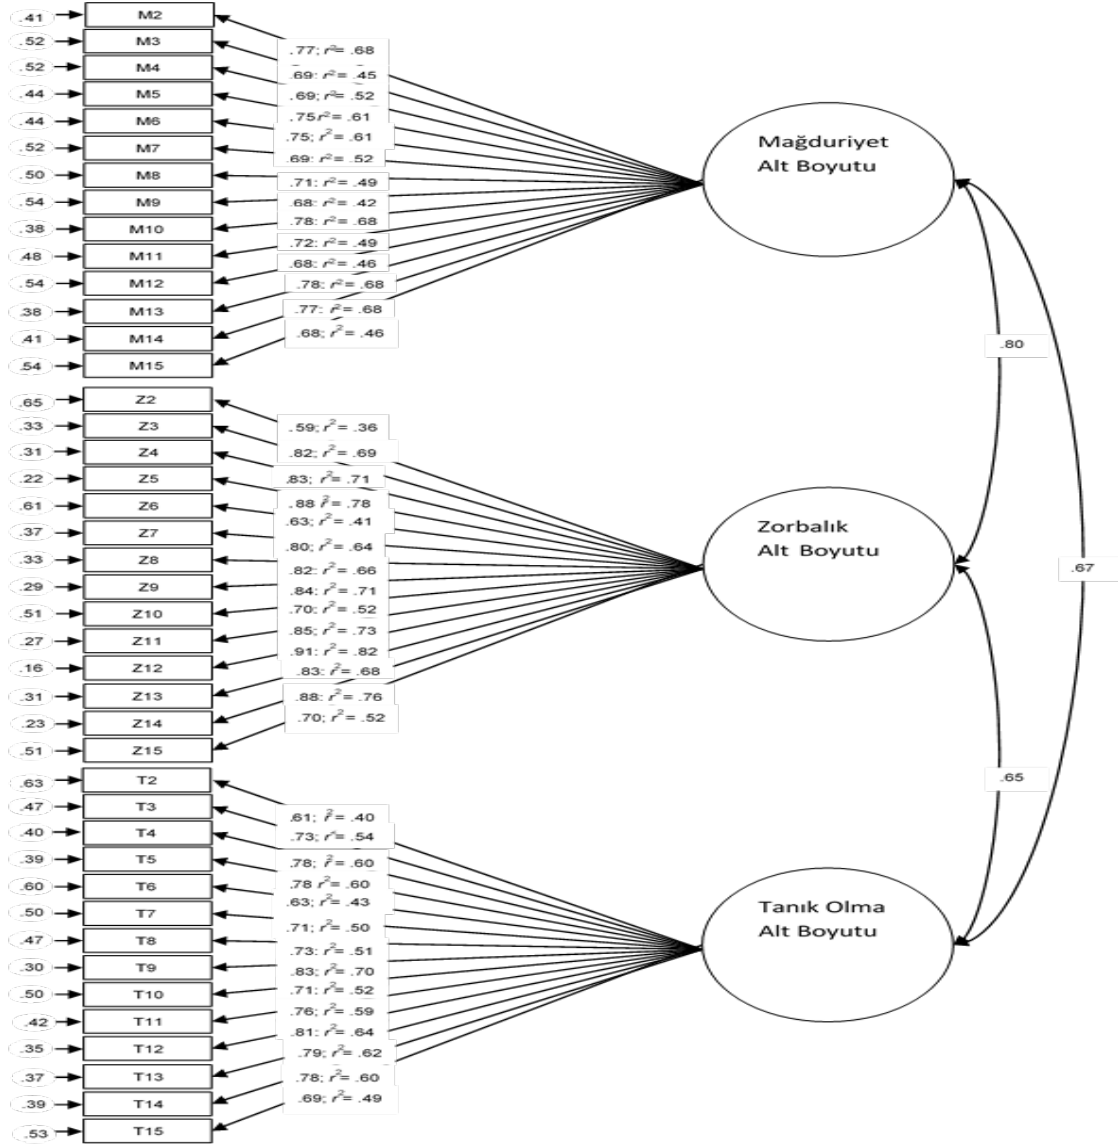 .41 M2
.52 M3
.52 M4
.44 M5
.44 M6
.52 M7
.50 M8
.54 M9
.38 M10
.48 M11
.54 M12
.38 M13
.41 M14
.54 M15
.77; r²= .68
.69: r²= .45
.69; r²= .52
.75r²= .61
.75; r²= .61
.69: r²= .52
.71: r²= .49
.68: r²= .42
.78: r²= .68
.72: r²= .49
.68: r²= .46
.78; r²= .68
.77: r²= .68
.68; r²= .46
Mağduriyet
Alt Boyutu
.80
.65 Z2
.33 Z3
.31 Z4
.22 Z5
.61 Z6
.37 Z7
.33 Z8
.29 Z9
.51 Z10
.27 Z11
.16 Z12
.31 Z13
.23 Z14
.51 Z15
.59; r²= .36
.82; r²= .69
.83; r²= .71
.88 r²= .78
.63; r²= .41
.80; r²= .64
.82: r²= .66
.84: r²= .71
.70: r²= .52
.85; r²= .73
.91: r²= .82
.83: r²= .68
.88: r²= .76
.70; r²= .52
Zorbalık
Alt Boyutu
.67
.65
.63 T2
.47 T3
.40 T4
.39 T5
.60 T6
.50 T7
.47 T8
.30 T9
.50 T10
.42 T11
.35 T12
.37 T13
.39 T14
.53 T15
.61; r²= .40
.73; r²= .54
.78; r²= .60
.78 r²= .60
.63; r²= .43
.71; r²= .50
.73: r²= .51
.83; r²= .70
.71: r²= .52
.76; r²= .59
.81: r²= .64
.79; r²= .62
.78; r²= .60
.69; r²= .49
Tanık Olma
Alt Boyutu